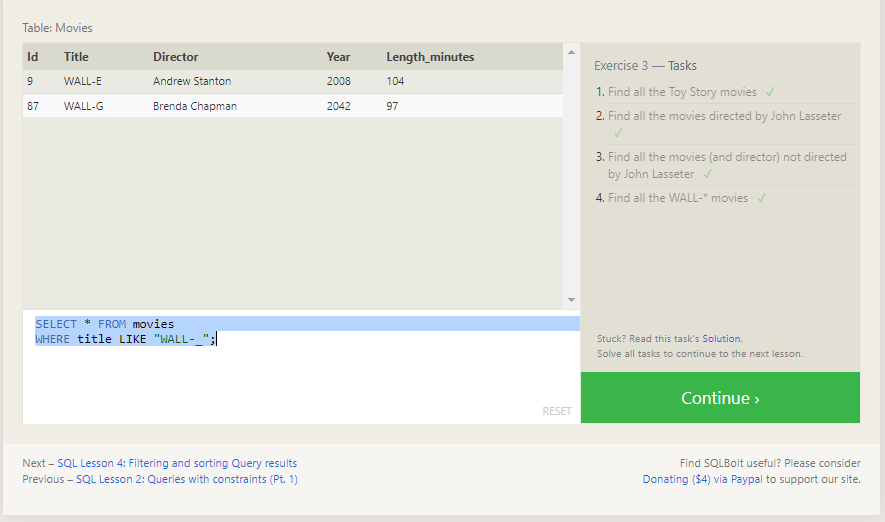 Table: Movies
Id Title Director Year Length_minutes
9 WALL-E Andrew Stanton 2008 104
87 WALL-G Brenda Chapman 2042 97
SELECT * FROM movies
WHERE title LIKE "WALL-_";
RESET
Exercise 3 — Tasks
1. Find all the Toy Story movies ✓
2. Find all the movies directed by John Lasseter
✓
3. Find all the movies (and director) not directed
by John Lasseter ✓
4. Find all the WALL-* movies ✓
Stuck? Read this task's Solution.
Solve all tasks to continue to the next lesson.
Continue ›
Next – SQL Lesson 4: Filtering and sorting Query results
Previous – SQL Lesson 2: Queries with constraints (Pt. 1)
Find SQLBolt useful? Please consider
Donating ($4) via Paypal to support our site.